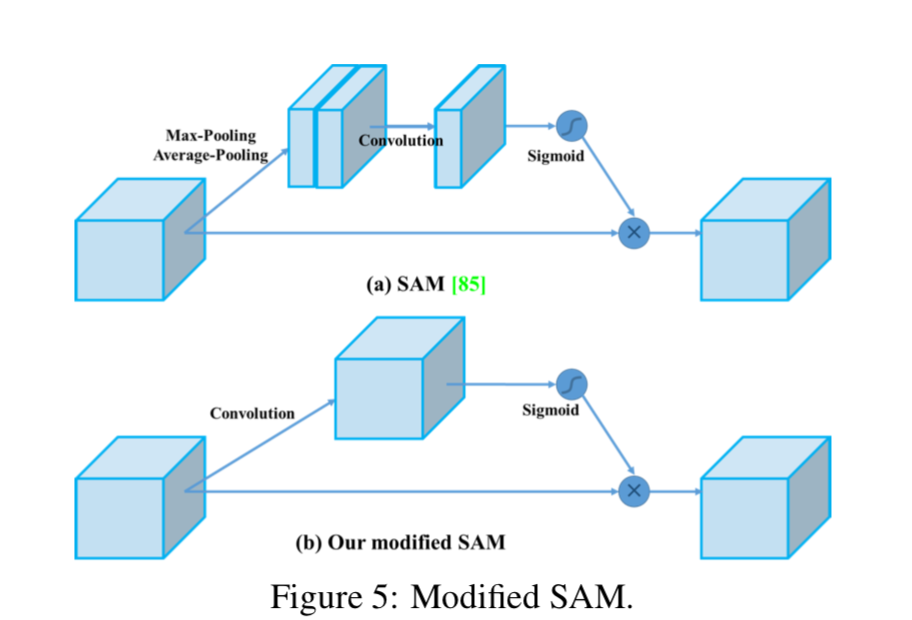 Max-Pooling
Average-Pooling
Convolution
Sigmoid
(a) SAM [85]
Convolution
Sigmoid
(b) Our modified SAM
Figure 5: Modified SAM.